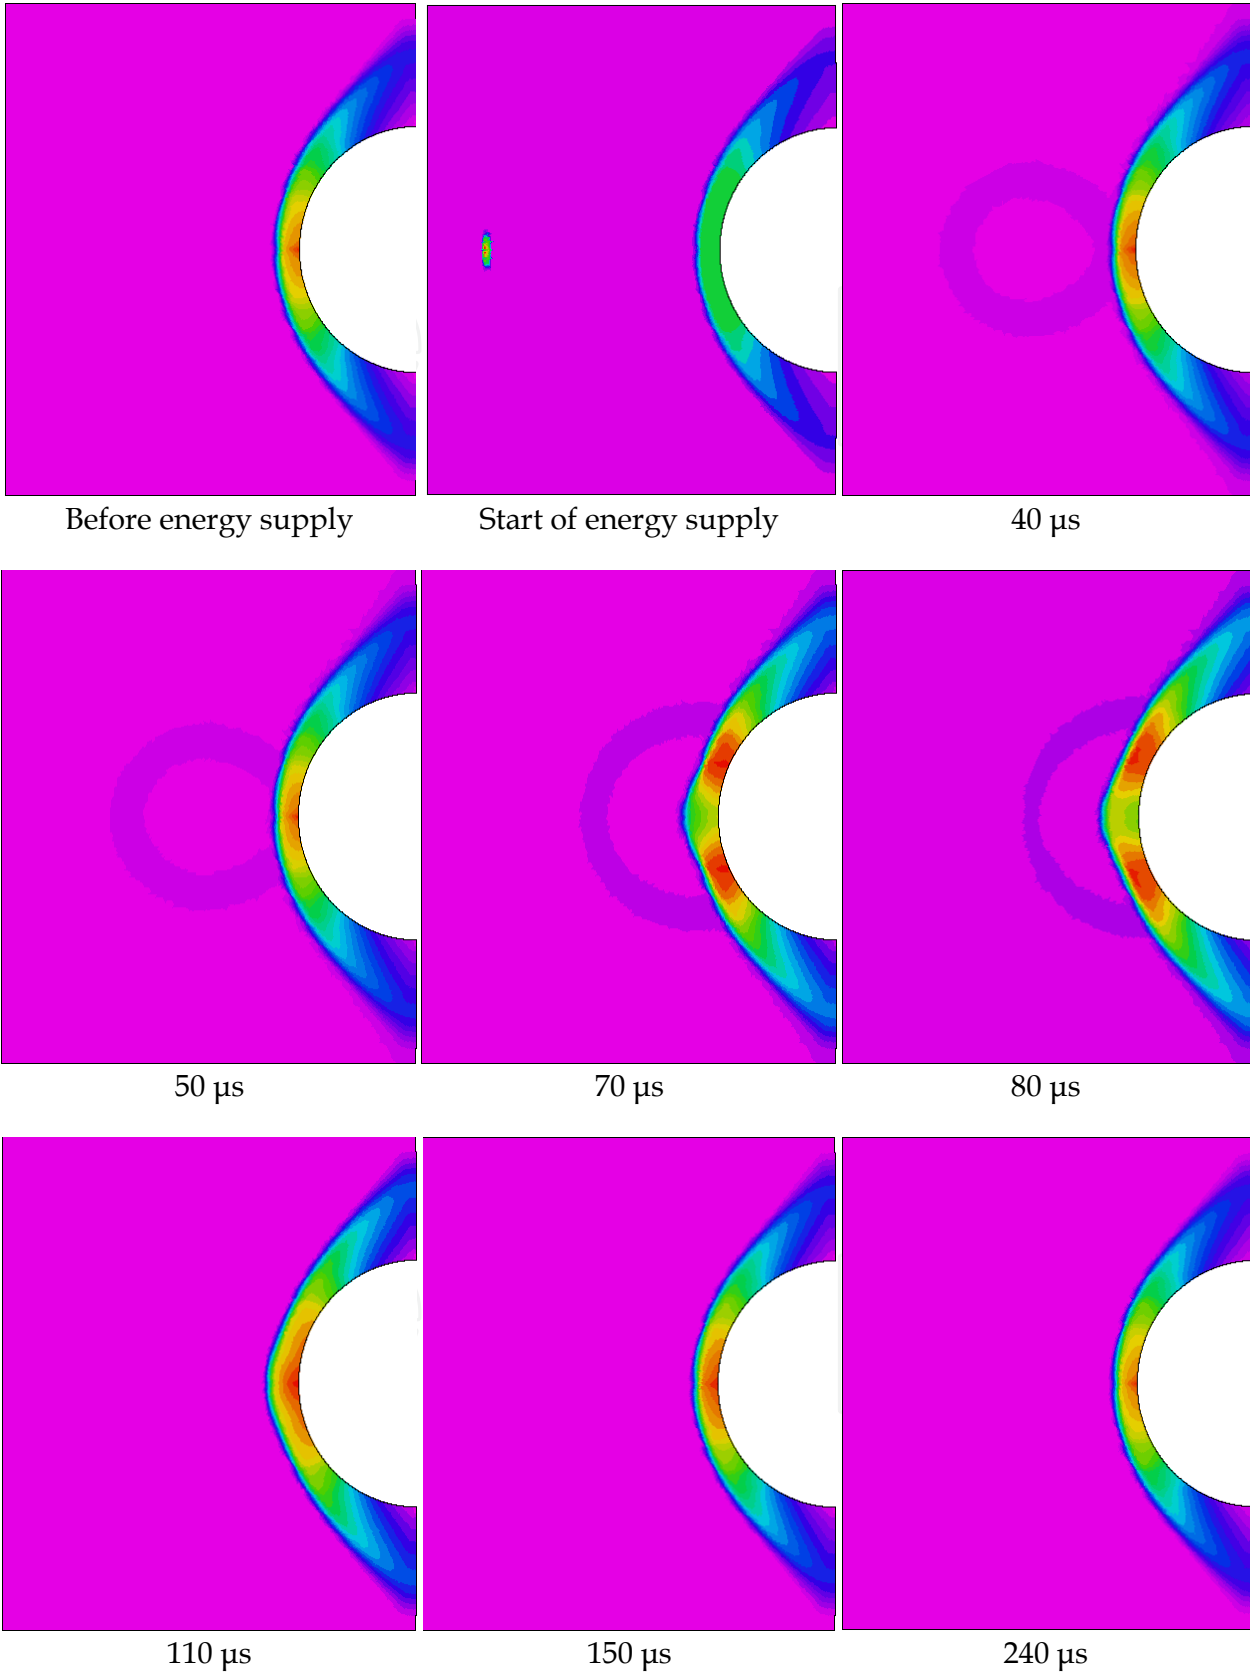 Before energy supply
Start of energy supply
40 µs
50 µs
70 µs
80 µs
110 µs
150 µs
240 µs